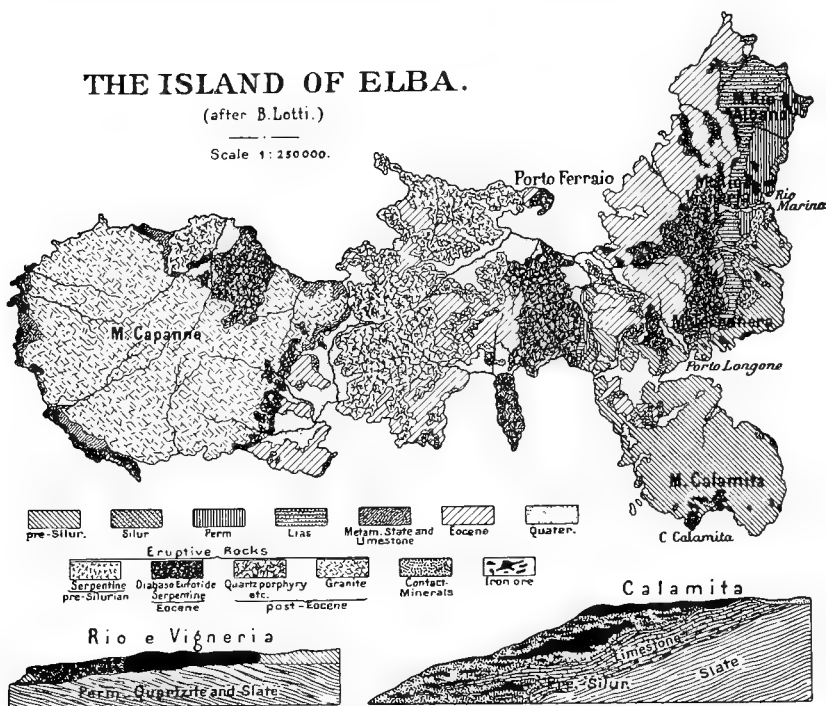 THE ISLAND OF ELBA.
(after B. Lotti.)
Scale 1:250000.
Porto Ferraio
Rio
Marina
M. Capanne
Porto Longone
M. Calamita
C. Calamita
pre-Silur.
Silur
Perm
Lias
Metam. State and
Limestone
Eocene
Quater.
Eruptive Rocks
Serpentine
pre-Silurian
Diabase Eufotide
Serpentine
Eocene
Quartzporphyry
etc.
Granite
post-Eocene
Contact-
Minerals
Iron ore
Rio e Vigneria
Perm. Quartzite and Slate
Calamita
Limestone
Pre-Silur.
Slate